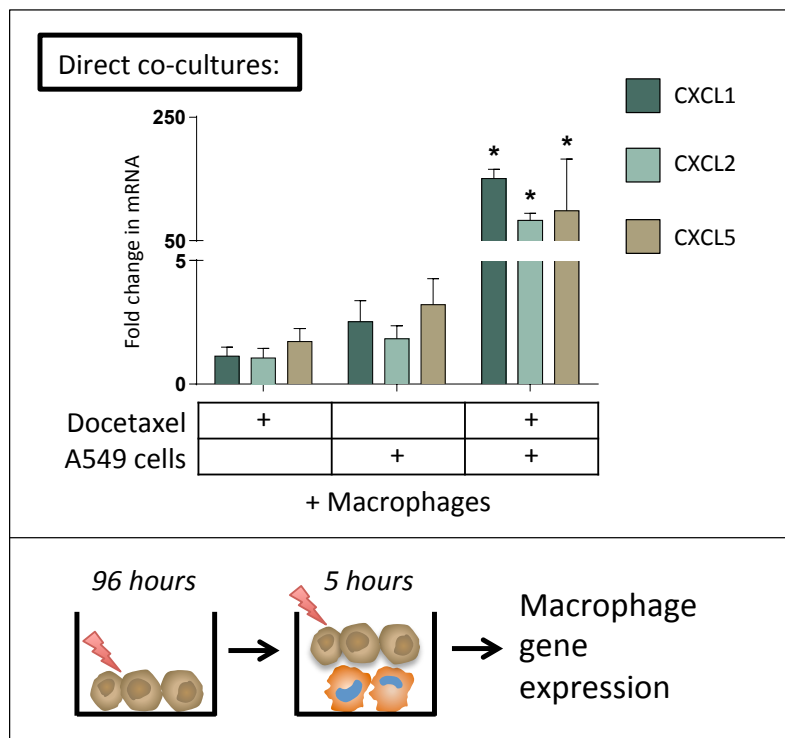 Direct co-cultures:
CXCL1
CXCL2
CXCL5
Fold change in mRNA
250
50
5
0
* * *
Docetaxel + +
A549 cells + +
+ Macrophages
96 hours
5 hours
Macrophage
gene
expression